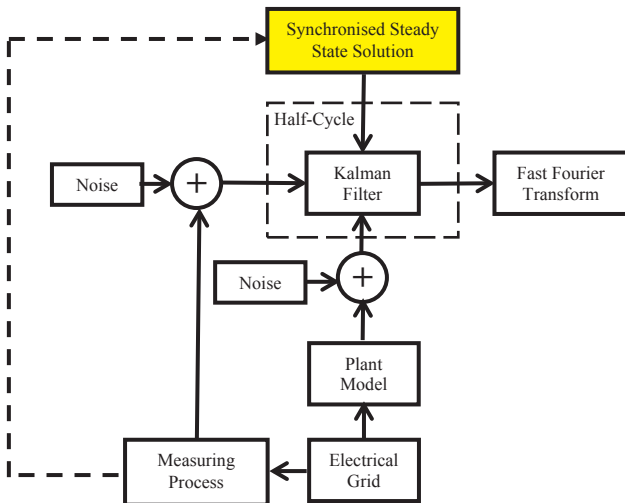 Synchronised Steady
State Solution
Half-Cycle
Noise
+
Kalman
Filter
Fast Fourier
Transform
Noise
+
Plant
Model
Measuring
Process
Electrical
Grid